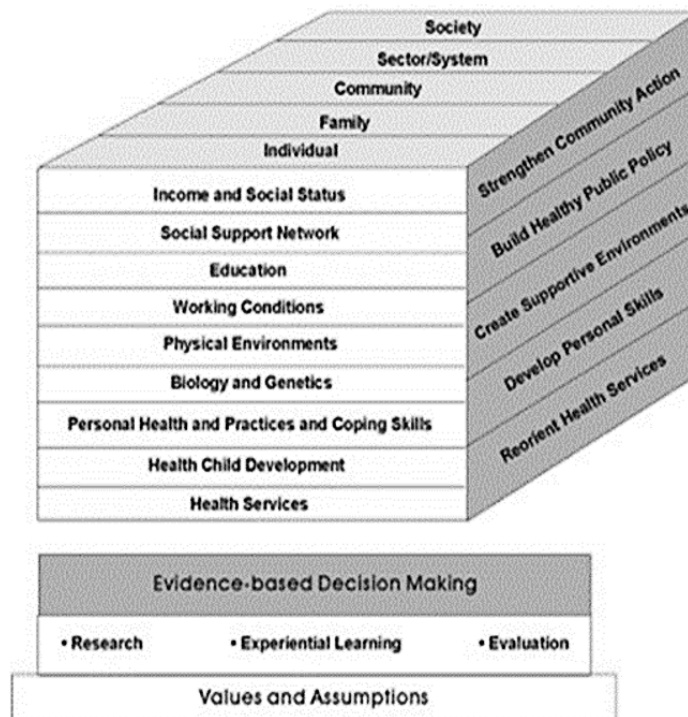 Society
Sector/System
Community
Family
Individual
Income and Social Status
Social Support Network
Education
Working Conditions
Physical Environments
Biology and Genetics
Personal Health and Practices and Coping Skills
Health Child Development
Health Services
Strengthen Community Action
Build Healthy Public Policy
Create Supportive Environments
Develop Personal Skills
Reorient Health Services
Evidence-based Decision Making
• Research • Experiential Learning • Evaluation
Values and Assumptions